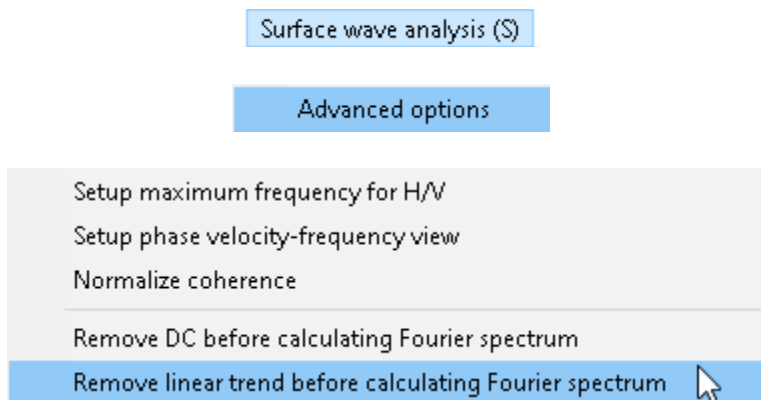 Surface wave analysis (S)
Advanced options
Setup maximum frequency for H/V
Setup phase velocity-frequency view
Normalize coherence
Remove DC before calculating Fourier spectrum
Remove linear trend before calculating Fourier spectrum